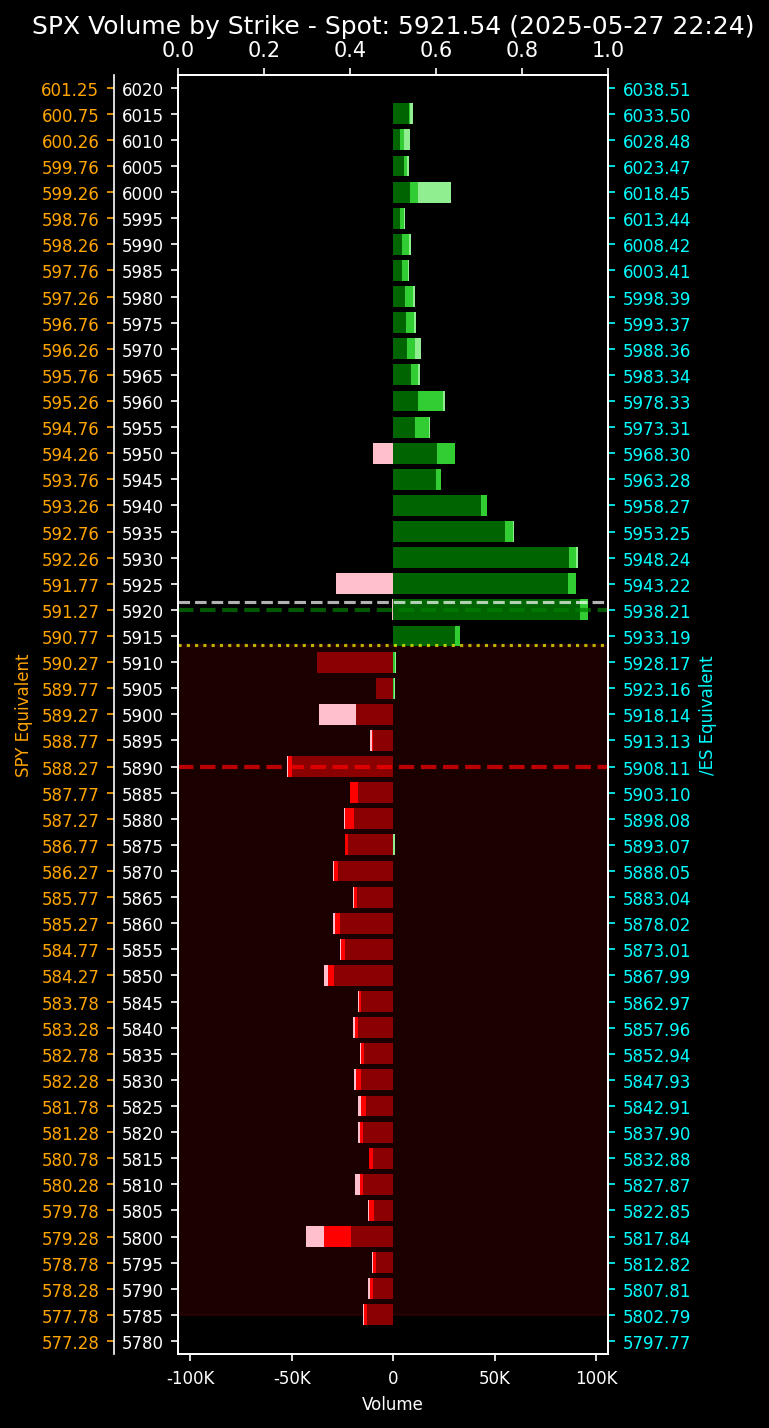 SPX Volume by Strike - Spot: 5921.54 (2025-05-27 22:24)
0.0 0.2 0.4 0.6 0.8 1.0
601.25 6020 6038.51
600.75 6015 6033.50
600.26 6010 6028.48
599.76 6005 6023.47
599.26 6000 6018.45
598.76 5995 6013.44
598.26 5990 6008.42
597.76 5985 6003.41
597.26 5980 5998.39
596.76 5975 5993.37
596.26 5970 5988.36
595.76 5965 5983.34
595.26 5960 5978.33
594.76 5955 5973.31
594.26 5950 5968.30
593.76 5945 5963.28
593.26 5940 5958.27
592.76 5935 5953.25
592.26 5930 5948.24
591.77 5925 5943.22
591.27 5920 5938.21
590.77 5915 5933.19
590.27 5910 5928.17
589.77 5905 5923.16
589.27 5900 5918.14
588.77 5895 5913.13
588.27 5890 5908.11
587.77 5885 5903.10
587.27 5880 5898.08
586.77 5875 5893.07
586.27 5870 5888.05
585.77 5865 5883.04
585.27 5860 5878.02
584.77 5855 5873.01
584.27 5850 5867.99
583.78 5845 5862.97
583.28 5840 5857.96
582.78 5835 5852.94
582.28 5830 5847.93
581.78 5825 5842.91
581.28 5820 5837.90
580.78 5815 5832.88
580.28 5810 5827.87
579.78 5805 5822.85
579.28 5800 5817.84
578.78 5795 5812.82
578.28 5790 5807.81
577.78 5785 5802.79
577.28 5780 5797.77
SPY Equivalent
/ES Equivalent
-100K -50K 0 50K 100K
Volume